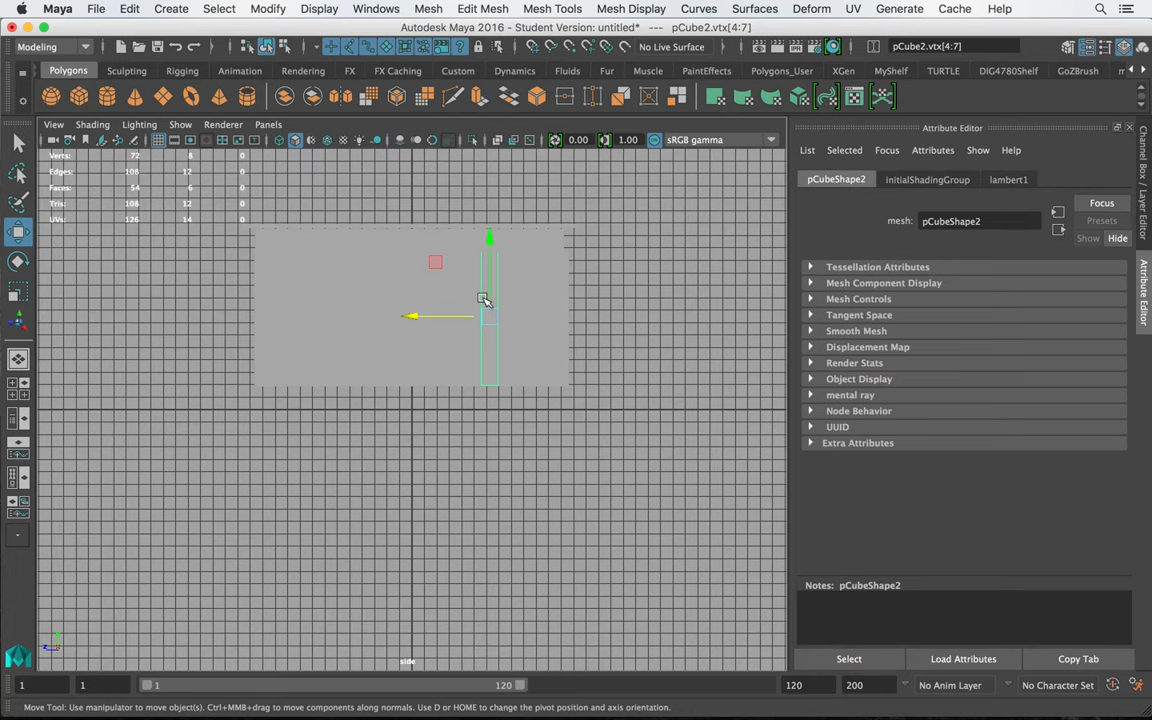 Maya File Edit Create Select Modify Display Windows Mesh Edit Mesh Mesh Tools Mesh Display Curves Surfaces Deform UV Generate Cache Help
Autodesk Maya 2016 - Student Version: untitled* --- pCube2.vtx[4:7]
Modeling No Live Surface pCube2.vtx[4:7]
Polygons Sculpting Rigging Animation Rendering FX FX Caching Custom Dynamics Fluids Fur Muscle PaintEffects Polygons_User XGen MyShelf TURTLE DIG4780Shelf GoZBrush
View Shading Lighting Show Renderer Panels
0.00 1.00 sRGB gamma
Verts: 72 8 0
Edges: 108 12 0
Faces: 54 6 0
Tris: 108 12 0
UVs: 126 14 0
side
Attribute Editor
List Selected Focus Attributes Show Help
pCubeShape2 initialShadingGroup lambert1
mesh: pCubeShape2
Focus
Presets
Show Hide
Tessellation Attributes
Mesh Component Display
Mesh Controls
Tangent Space
Smooth Mesh
Displacement Map
Render Stats
Object Display
mental ray
Node Behavior
UUID
Extra Attributes
Notes: pCubeShape2
Select Load Attributes Copy Tab
Channel Box / Layer Editor
Attribute Editor
1 1 1 120 120 200 No Anim Layer No Character Set
Move Tool: Use manipulator to move object(s). Ctrl+MMB+drag to move components along normals. Use D or HOME to change the pivot position and axis orientation.